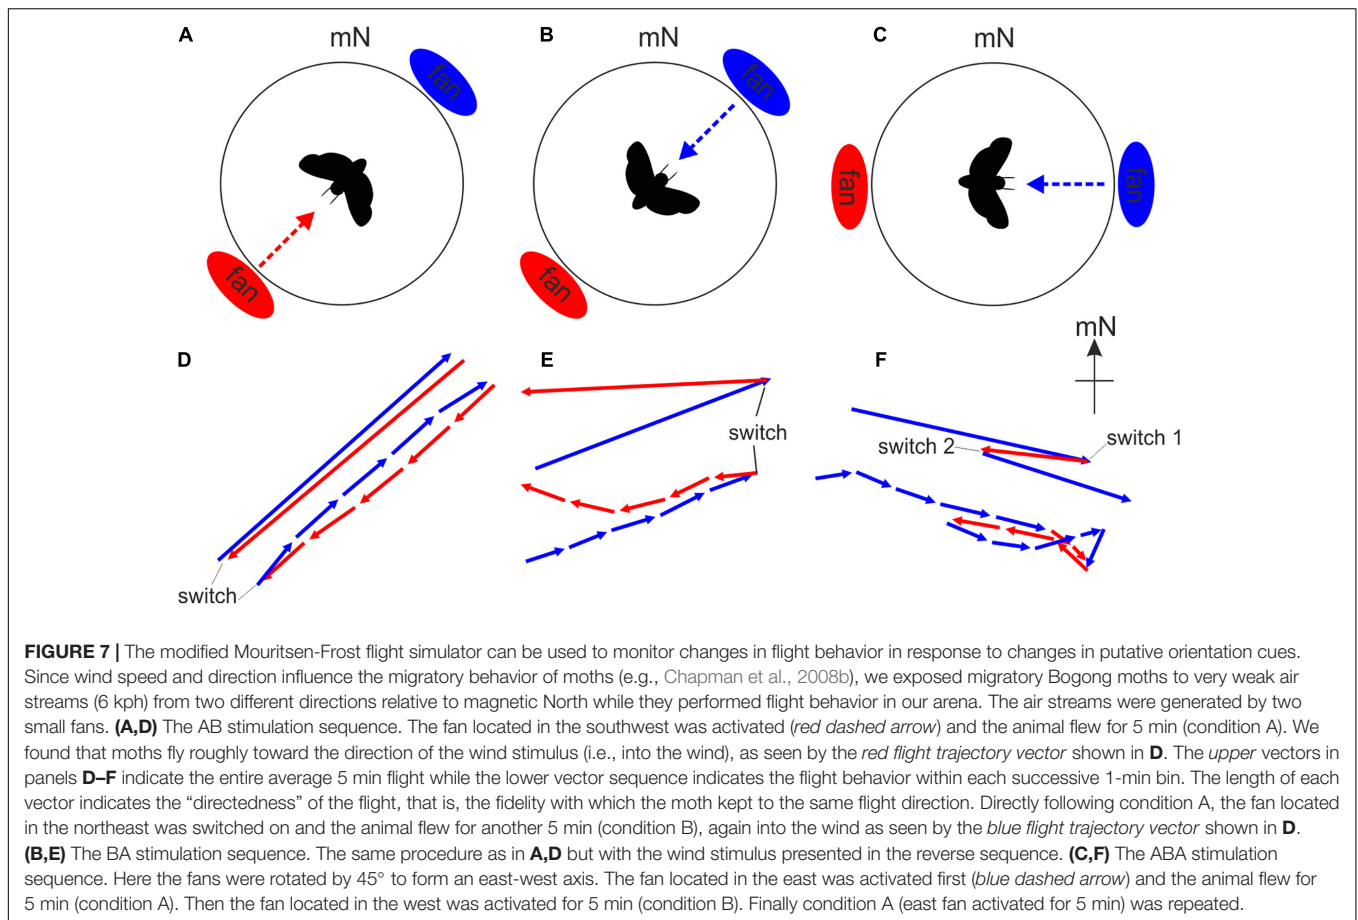 A
mN
fan
fan
B
mN
fan
fan
C
mN
fan
fan
D
switch
E
switch
F
mN
switch 1
switch 2
FIGURE 7 | The modified Mouritsen-Frost flight simulator can be used to monitor changes in flight behavior in response to changes in putative orientation cues.
Since wind speed and direction influence the migratory behavior of moths (e.g., Chapman et al., 2008b), we exposed migratory Bogong moths to very weak air
streams (6 kph) from two different directions relative to magnetic North while they performed flight behavior in our arena. The air streams were generated by two
small fans. (A,D) The AB stimulation sequence. The fan located in the southwest was activated (red dashed arrow) and the animal flew for 5 min (condition A). We
found that moths fly roughly toward the direction of the wind stimulus (i.e., into the wind), as seen by the red flight trajectory vector shown in D. The upper vectors in
panels D–F indicate the entire average 5 min flight while the lower vector sequence indicates the flight behavior within each successive 1-min bin. The length of each
vector indicates the “directedness” of the flight, that is, the fidelity with which the moth kept to the same flight direction. Directly following condition A, the fan located
in the northeast was switched on and the animal flew for another 5 min (condition B), again into the wind as seen by the blue flight trajectory vector shown in D.
(B,E) The BA stimulation sequence. The same procedure as in A,D but with the wind stimulus presented in the reverse sequence. (C,F) The ABA stimulation
sequence. Here the fans were rotated by 45° to form an east-west axis. The fan located in the east was activated first (blue dashed arrow) and the animal flew for
5 min (condition A). Then the fan located in the west was activated for 5 min (condition B). Finally condition A (east fan activated for 5 min) was repeated.